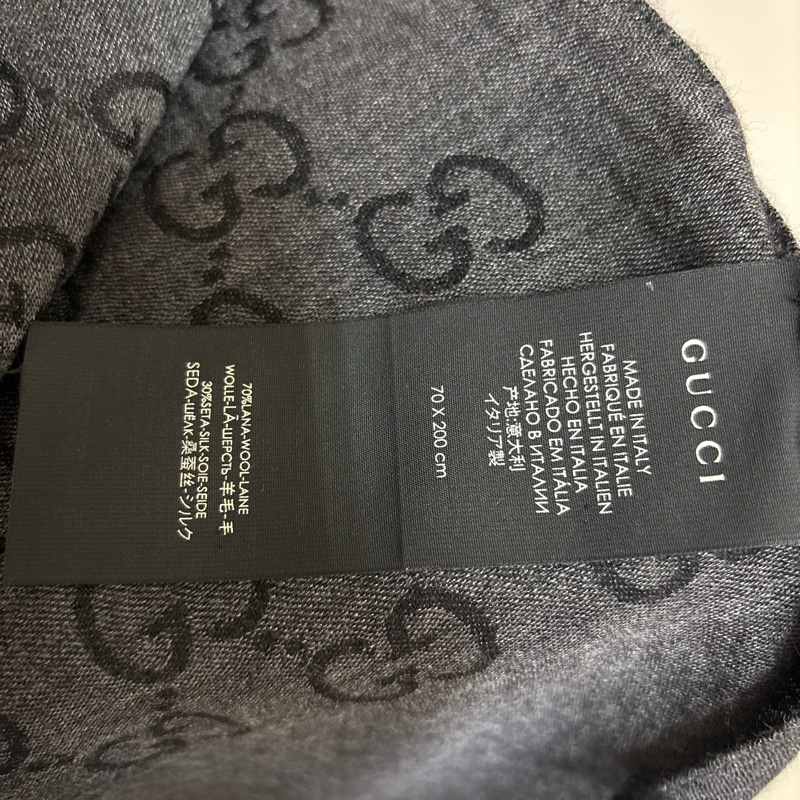 GUCCI
MADE IN ITALY
FABRIQUÉ EN ITALIE
HERGESTELLT IN ITALIEN
HECHO EN ITALIA
FABRICADO EM ITÁLIA
СДЕЛАНО В ИТАЛИИ
产地:意大利
イタリア製
70 X 200 cm
70%LANA-WOOL-LAINE
WOLLE-LÃ-ШЕРСТЬ-羊毛-毛
30%SETA-SILK-SOIE-SEIDE
SEDA-ШЁЛК-桑蚕丝-シルク